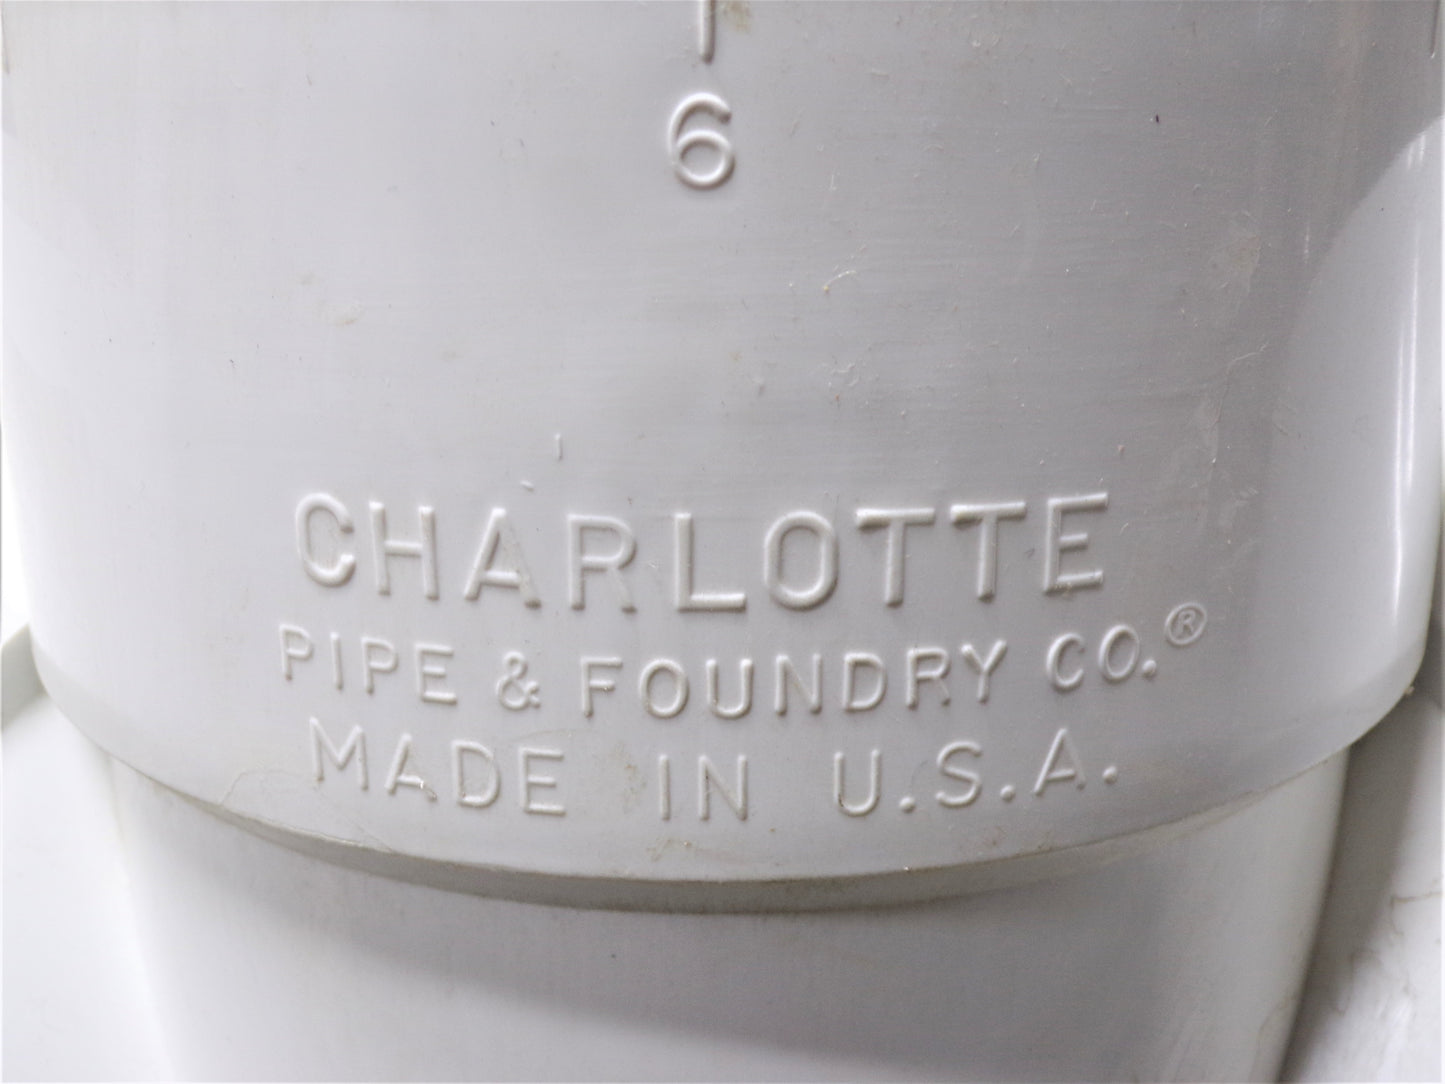 6
CHARLOTTE
PIPE & FOUNDRY CO.®
MADE IN U.S.A.